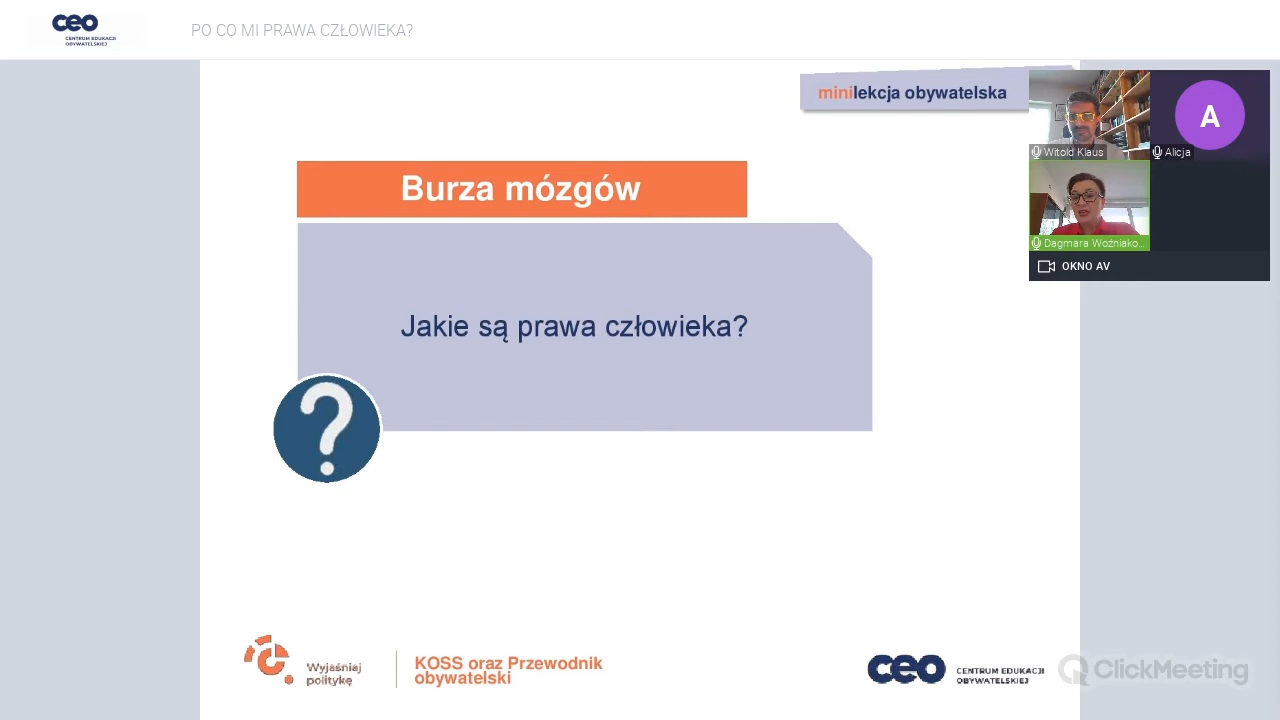 ceo
CENTRUM EDUKACJI
OBYWATELSKIEJ
PO CO MI PRAWA CZŁOWIEKA?
minilekcja obywatelska
Witold Klaus
A
Alicja
Dagmara Woźniako...
OKNO AV
Burza mózgów
Jakie są prawa człowieka?
?
Wyjaśniaj
politykę
KOSS oraz Przewodnik
obywatelski
ceo
CENTRUM EDUKACJI
OBYWATELSKIEJ
ClickMeeting